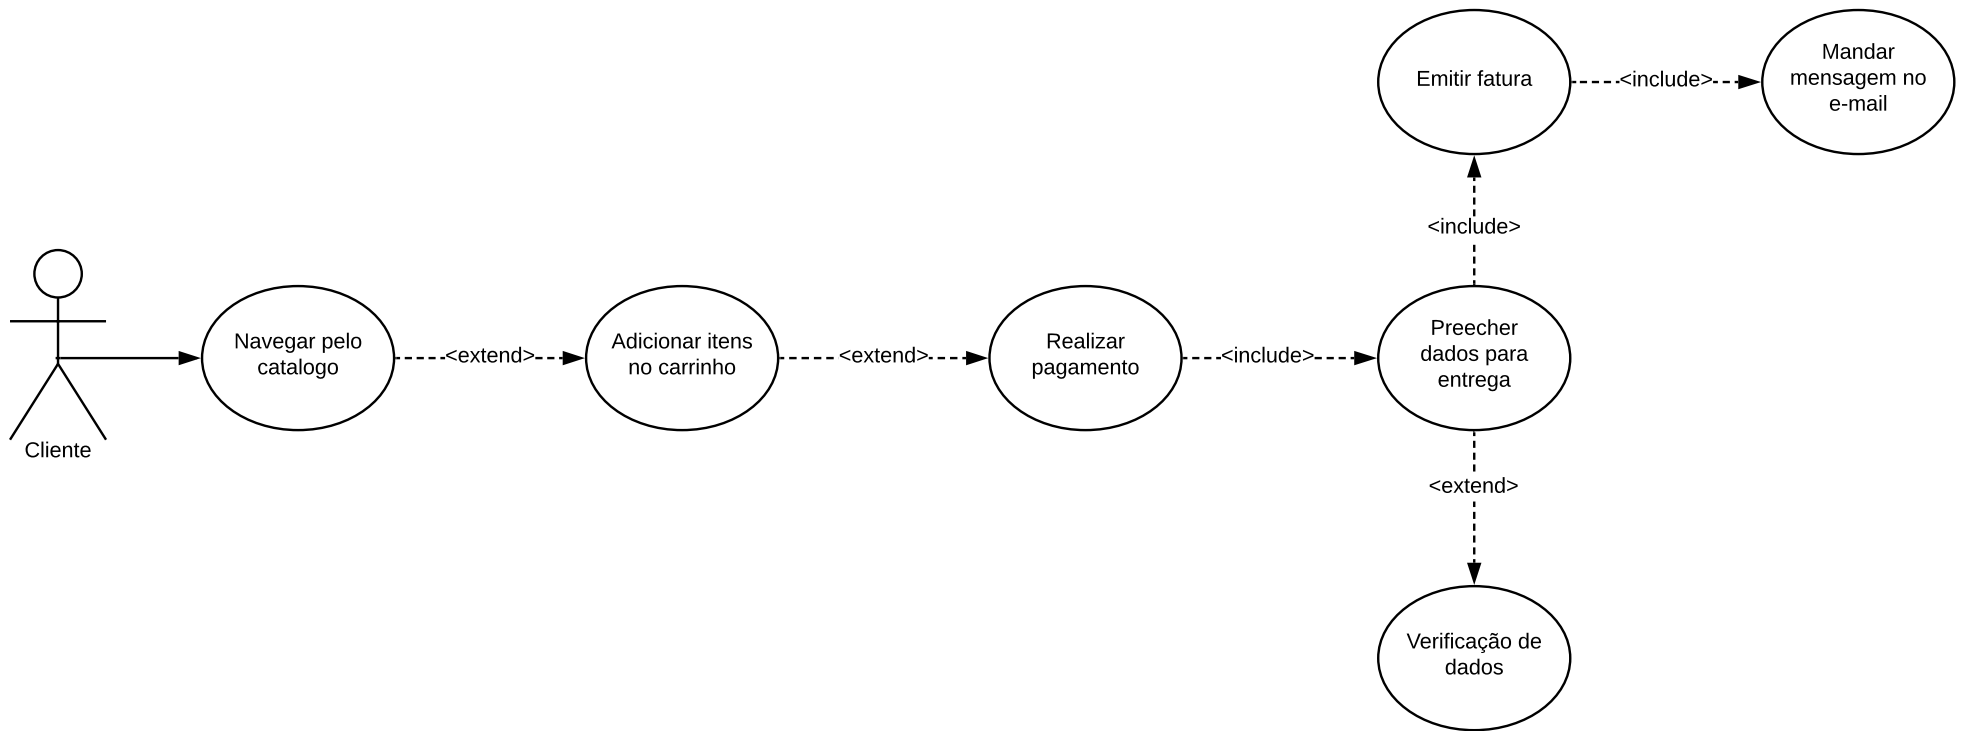 Emitir fatura
<include>
Mandar
mensagem no
e-mail
<include>
Cliente
Navegar pelo
catalogo
<extend>
Adicionar itens
no carrinho
<extend>
Realizar
pagamento
<include>
Preecher
dados para
entrega
<extend>
Verificação de
dados